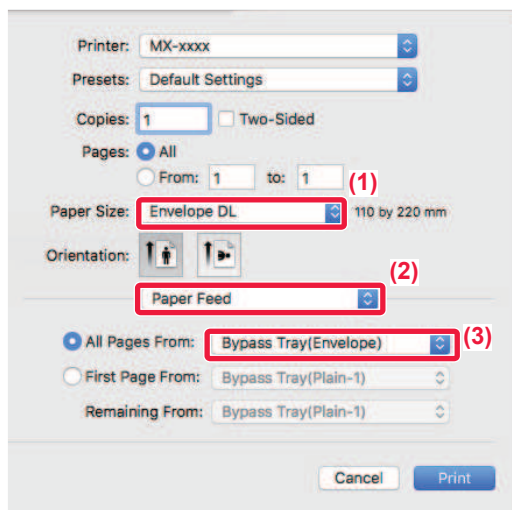 Printer: MX-xxxx
Presets: Default Settings
Copies: 1 Two-Sided
Pages: All
From: 1 to: 1
(1)
Paper Size: Envelope DL 110 by 220 mm
Orientation:
(2)
Paper Feed
All Pages From: Bypass Tray(Envelope) (3)
First Page From: Bypass Tray(Plain-1)
Remaining From: Bypass Tray(Plain-1)
Cancel Print